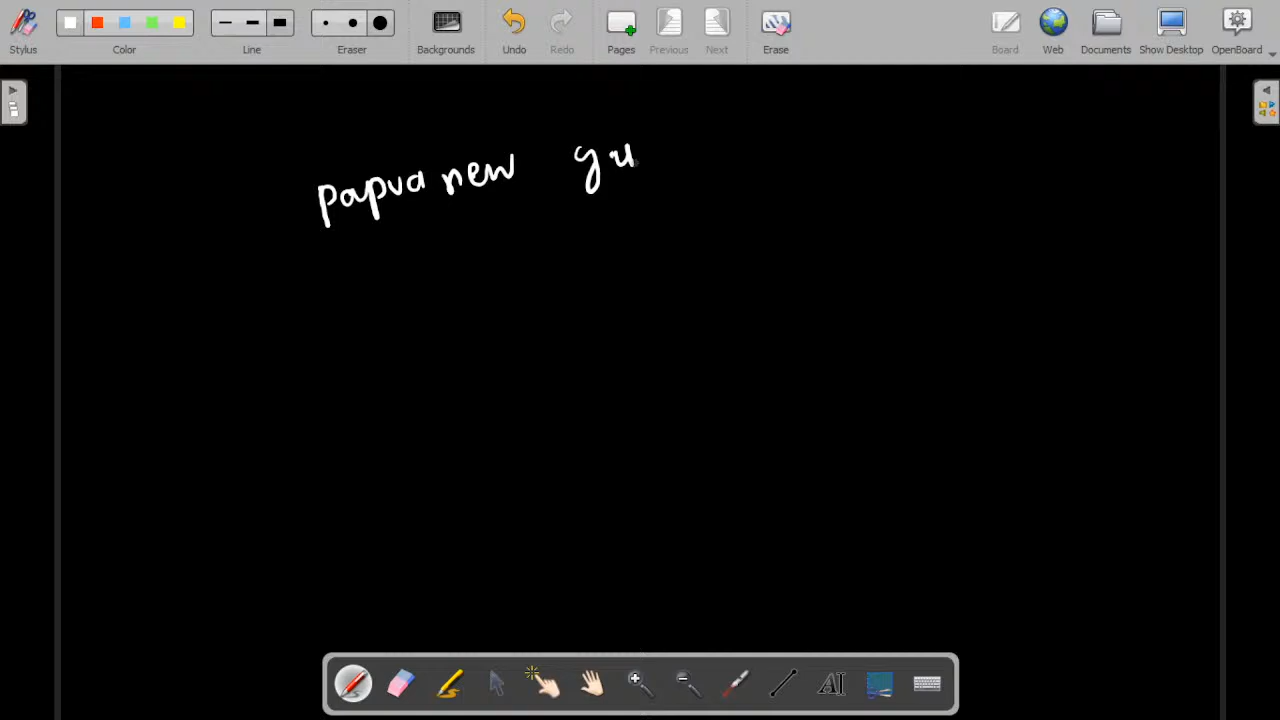 Stylus
Color
Line
Eraser
Backgrounds
Undo
Redo
Pages
Previous
Next
Erase
Board
Web
Documents
Show Desktop
OpenBoard
papua new gu
AI